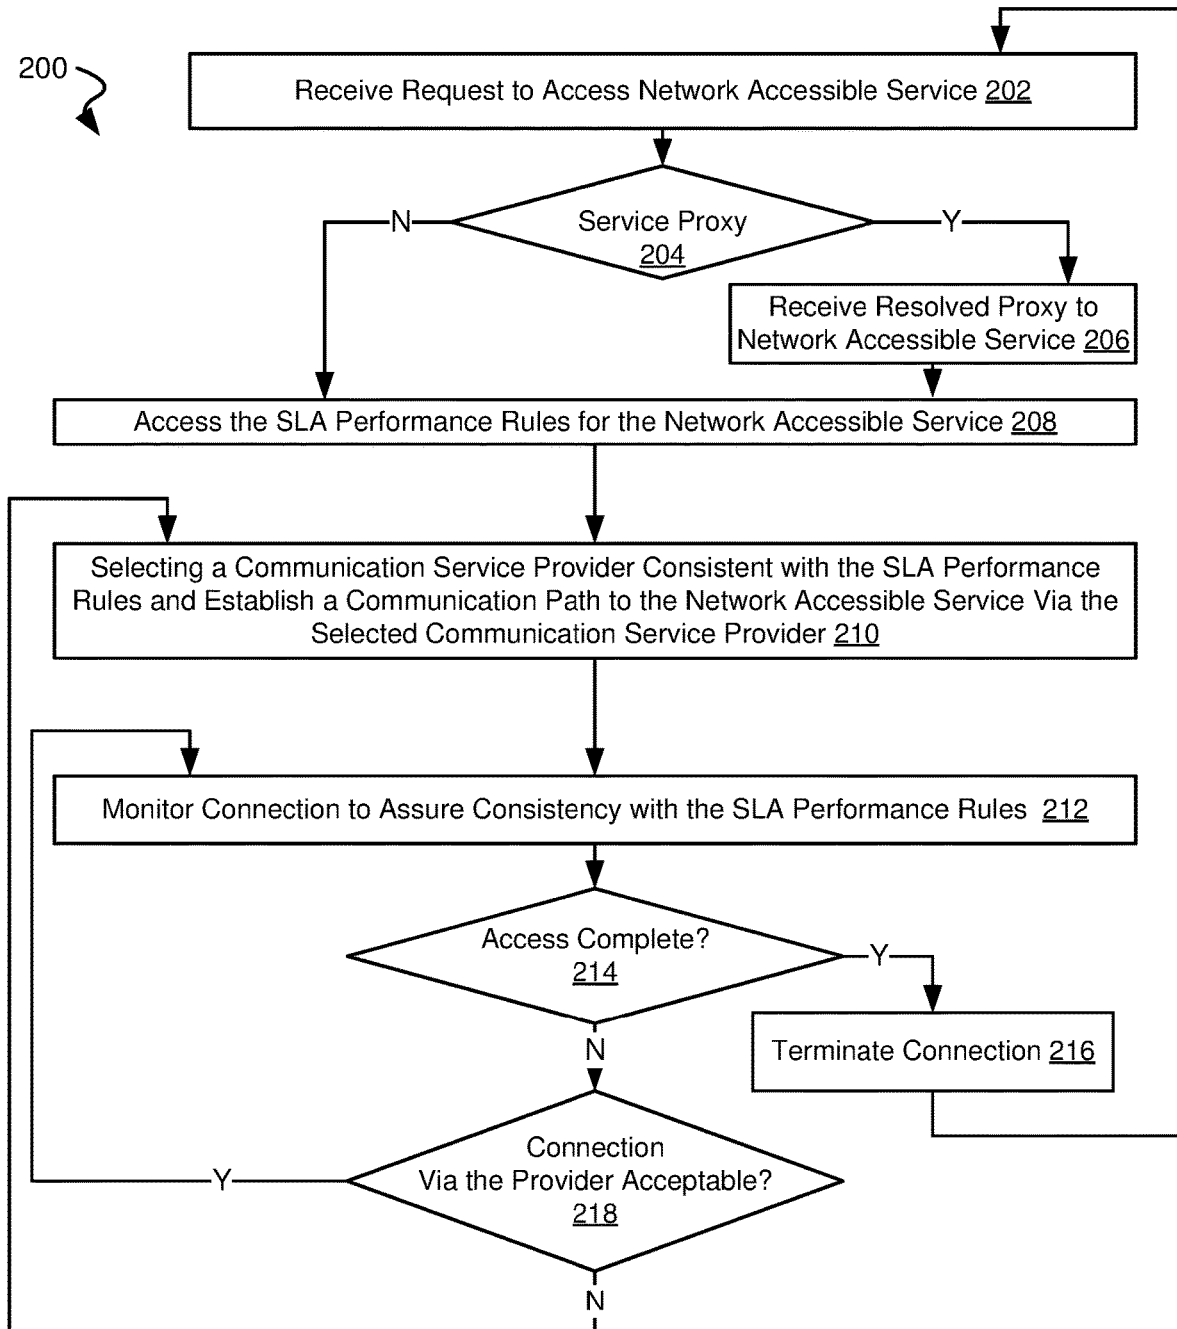 200
Receive Request to Access Network Accessible Service 202
N
Service Proxy
204
Y
Receive Resolved Proxy to
Network Accessible Service 206
Access the SLA Performance Rules for the Network Accessible Service 208
Selecting a Communication Service Provider Consistent with the SLA Performance
Rules and Establish a Communication Path to the Network Accessible Service Via the
Selected Communication Service Provider 210
Monitor Connection to Assure Consistency with the SLA Performance Rules 212
Access Complete?
214
Y
N
Terminate Connection 216
Connection
Via the Provider Acceptable?
218
Y
N